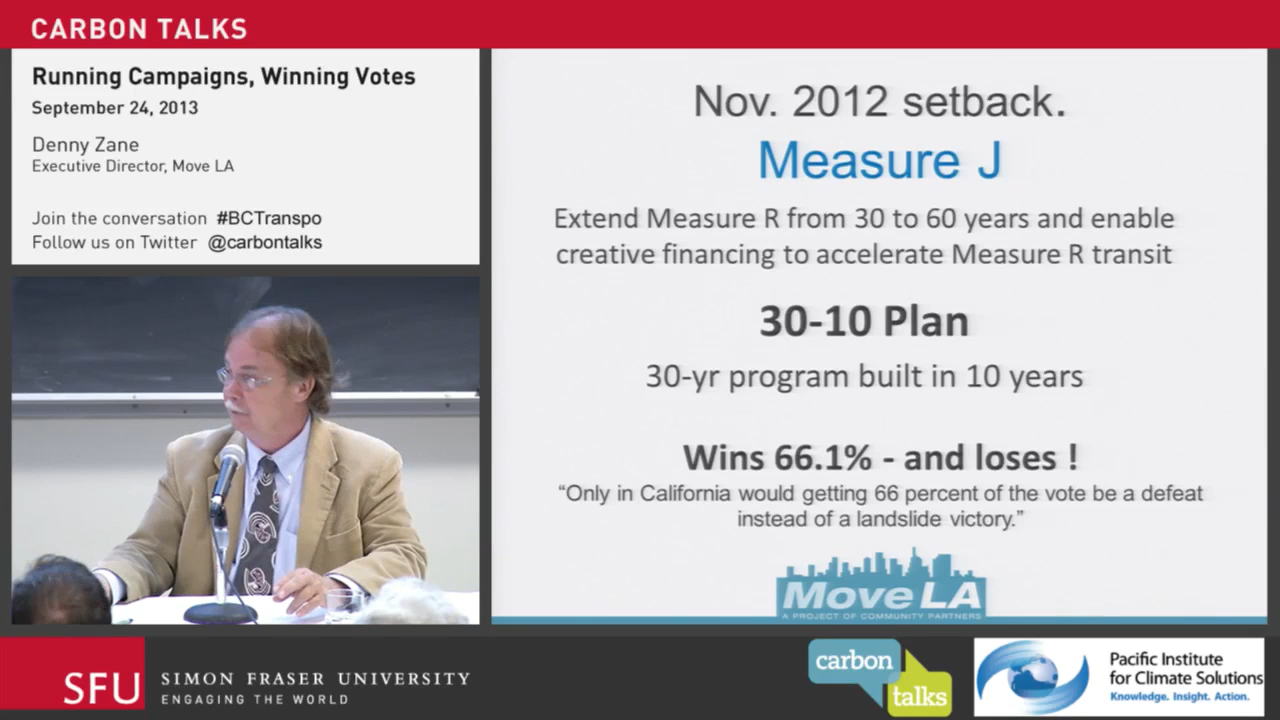 CARBON TALKS
Running Campaigns, Winning Votes
September 24, 2013
Denny Zane
Executive Director, Move LA
Join the conversation #BCTranspo
Follow us on Twitter @carbontalks
Nov. 2012 setback.
Measure J
Extend Measure R from 30 to 60 years and enable
creative financing to accelerate Measure R transit
30-10 Plan
30-yr program built in 10 years
Wins 66.1% - and loses !
“Only in California would getting 66 percent of the vote be a defeat
instead of a landslide victory.”
Move LA
A PROJECT OF COMMUNITY PARTNERS
SFU
SIMON FRASER UNIVERSITY
ENGAGING THE WORLD
carbon
talks
Pacific Institute
for Climate Solutions
Knowledge. Insight. Action.